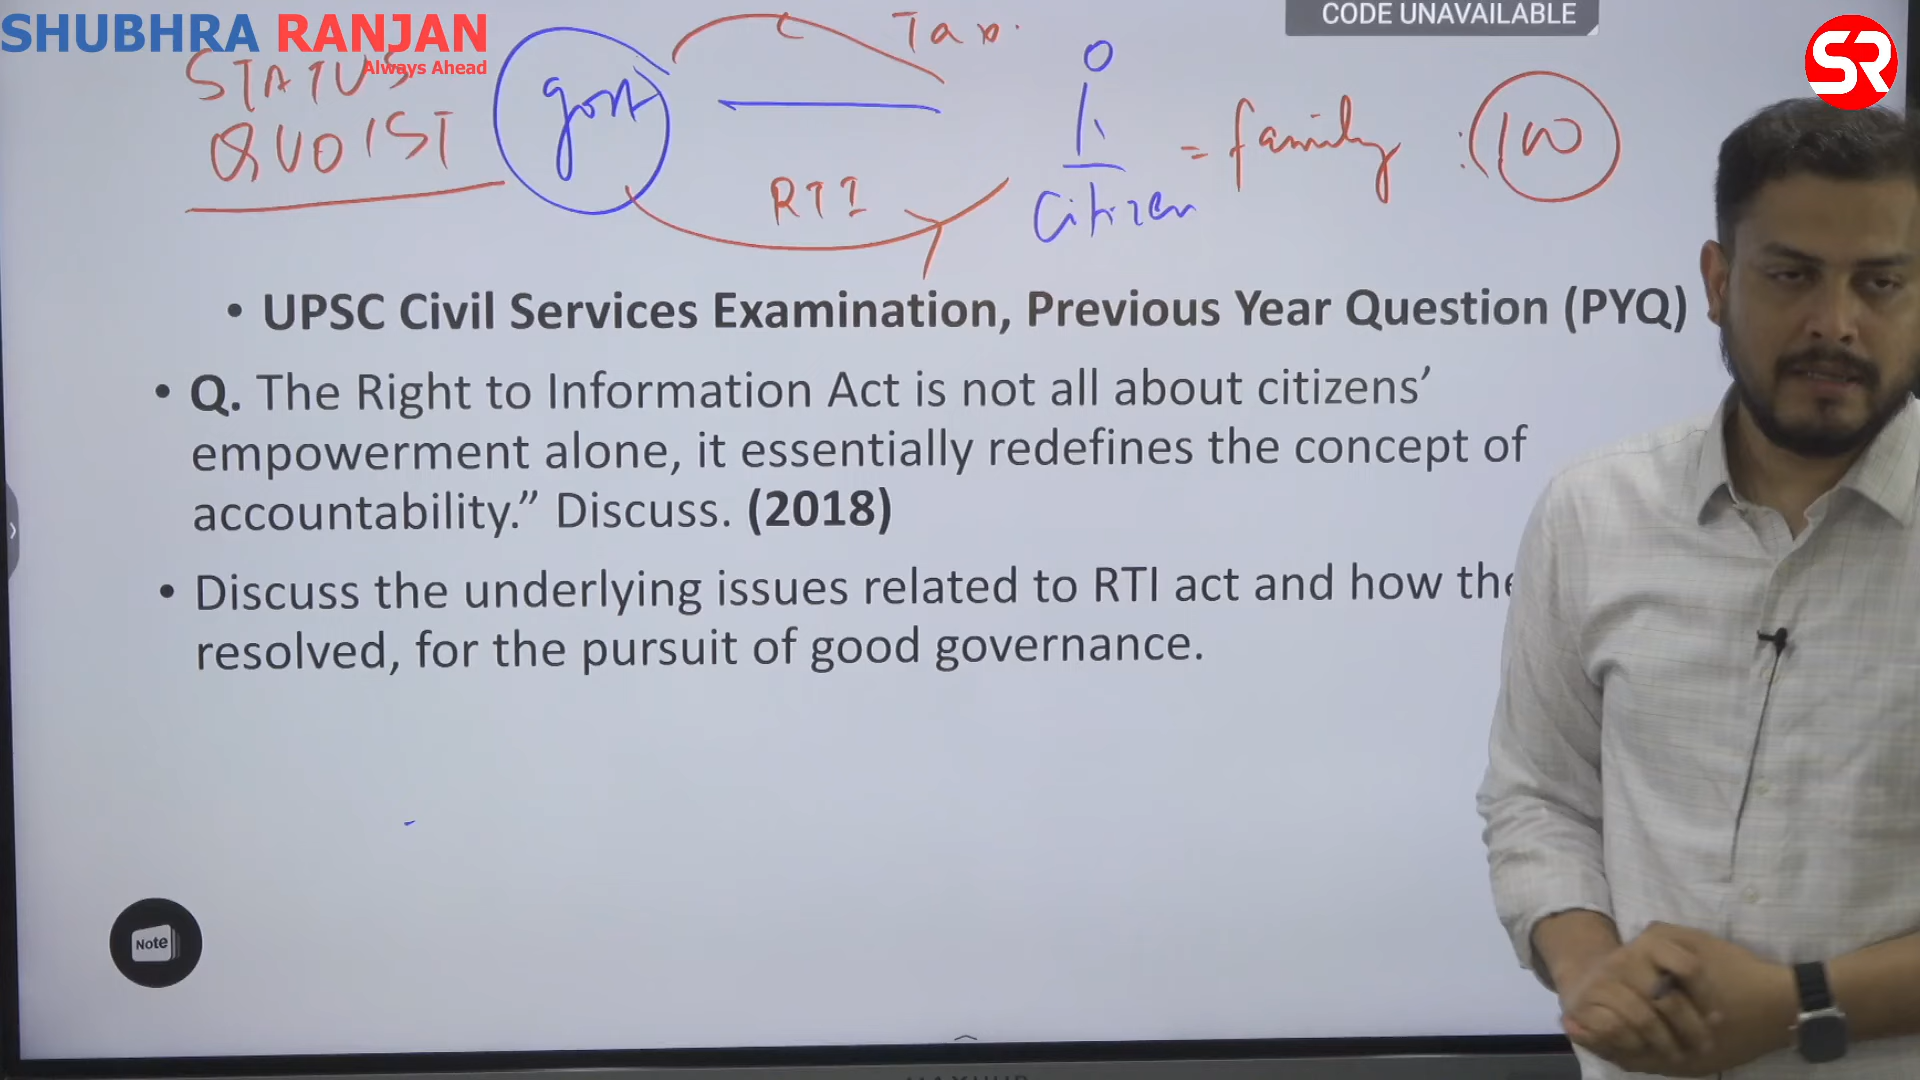 SHUBHRA RANJAN
Always Ahead
CODE UNAVAILABLE
SR
STATUS
QUOIST
govt
Tax.
RTI
Citizen
= family : 100
• UPSC Civil Services Examination, Previous Year Question (PYQ)
• Q. The Right to Information Act is not all about citizens’
empowerment alone, it essentially redefines the concept of
accountability.” Discuss. (2018)
• Discuss the underlying issues related to RTI act and how the
resolved, for the pursuit of good governance.
Note